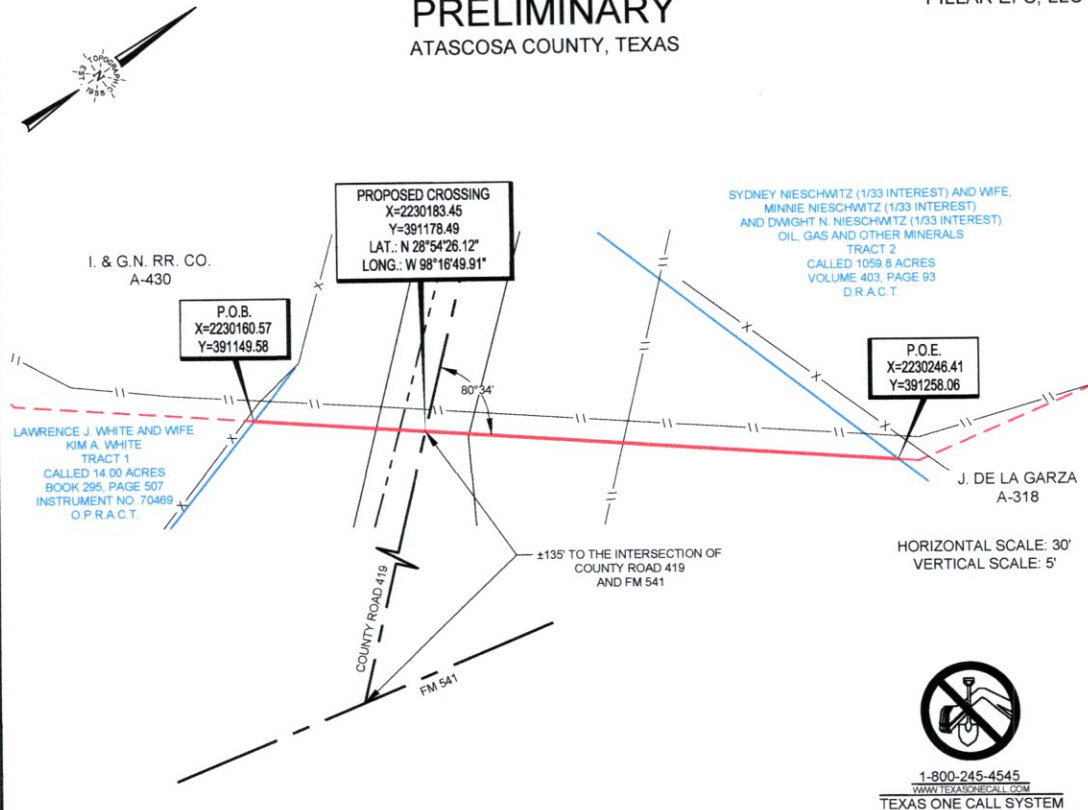 PRELIMINARY
ATASCOSA COUNTY, TEXAS
TOPOGRAPHIC
EST. 1958
N
I. & G.N. RR. CO.
A-430
P.O.B.
X=2230160.57
Y=391149.58
PROPOSED CROSSING
X=2230183.45
Y=391178.49
LAT.: N 28°54'26.12"
LONG.: W 98°16'49.91"
SYDNEY NIESCHWITZ (1/33 INTEREST) AND WIFE,
MINNIE NIESCHWITZ (1/33 INTEREST)
AND DWIGHT N. NIESCHWITZ (1/33 INTEREST)
OIL, GAS AND OTHER MINERALS
TRACT 2
CALLED 1059.8 ACRES
VOLUME 403, PAGE 93
D.R.A.C.T.
P.O.E.
X=2230246.41
Y=391258.06
80°34'
LAWRENCE J. WHITE AND WIFE
KIM A. WHITE
TRACT 1
CALLED 14.00 ACRES
BOOK 295, PAGE 507
INSTRUMENT NO. 70469
O.P.R.A.C.T.
J. DE LA GARZA
A-318
±135' TO THE INTERSECTION OF
COUNTY ROAD 419
AND FM 541
HORIZONTAL SCALE: 30'
VERTICAL SCALE: 5'
COUNTY ROAD 419
FM 541
1-800-245-4545
WWW.TEXASONECALL.COM
TEXAS ONE CALL SYSTEM